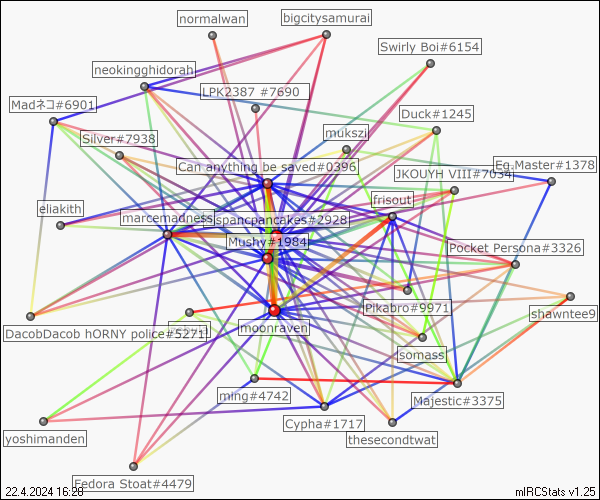 normalwan
bigcitysamurai
Swirly Boi#6154
neokingghidorah
LPK2387 #7690
Madネコ#6901
Duck#1245
mukszi
Silver#7938
Can anything be saved#0396
Eg.Master#1378
JKOUYH VIII#7034
frisout
eliakith
marcemadness
spancpancakes#2928
Mushy#1984
Pocket Persona#3326
Pikabro#9971
shawntee9
DacobDacob hORNY police#5271
moonraven
somass
ming#4742
Majestic#3375
Cypha#1717
thesecondtwat
yoshimanden
Fedora Stoat#4479
22.4.2024 16:28
mIRCStats v1.25